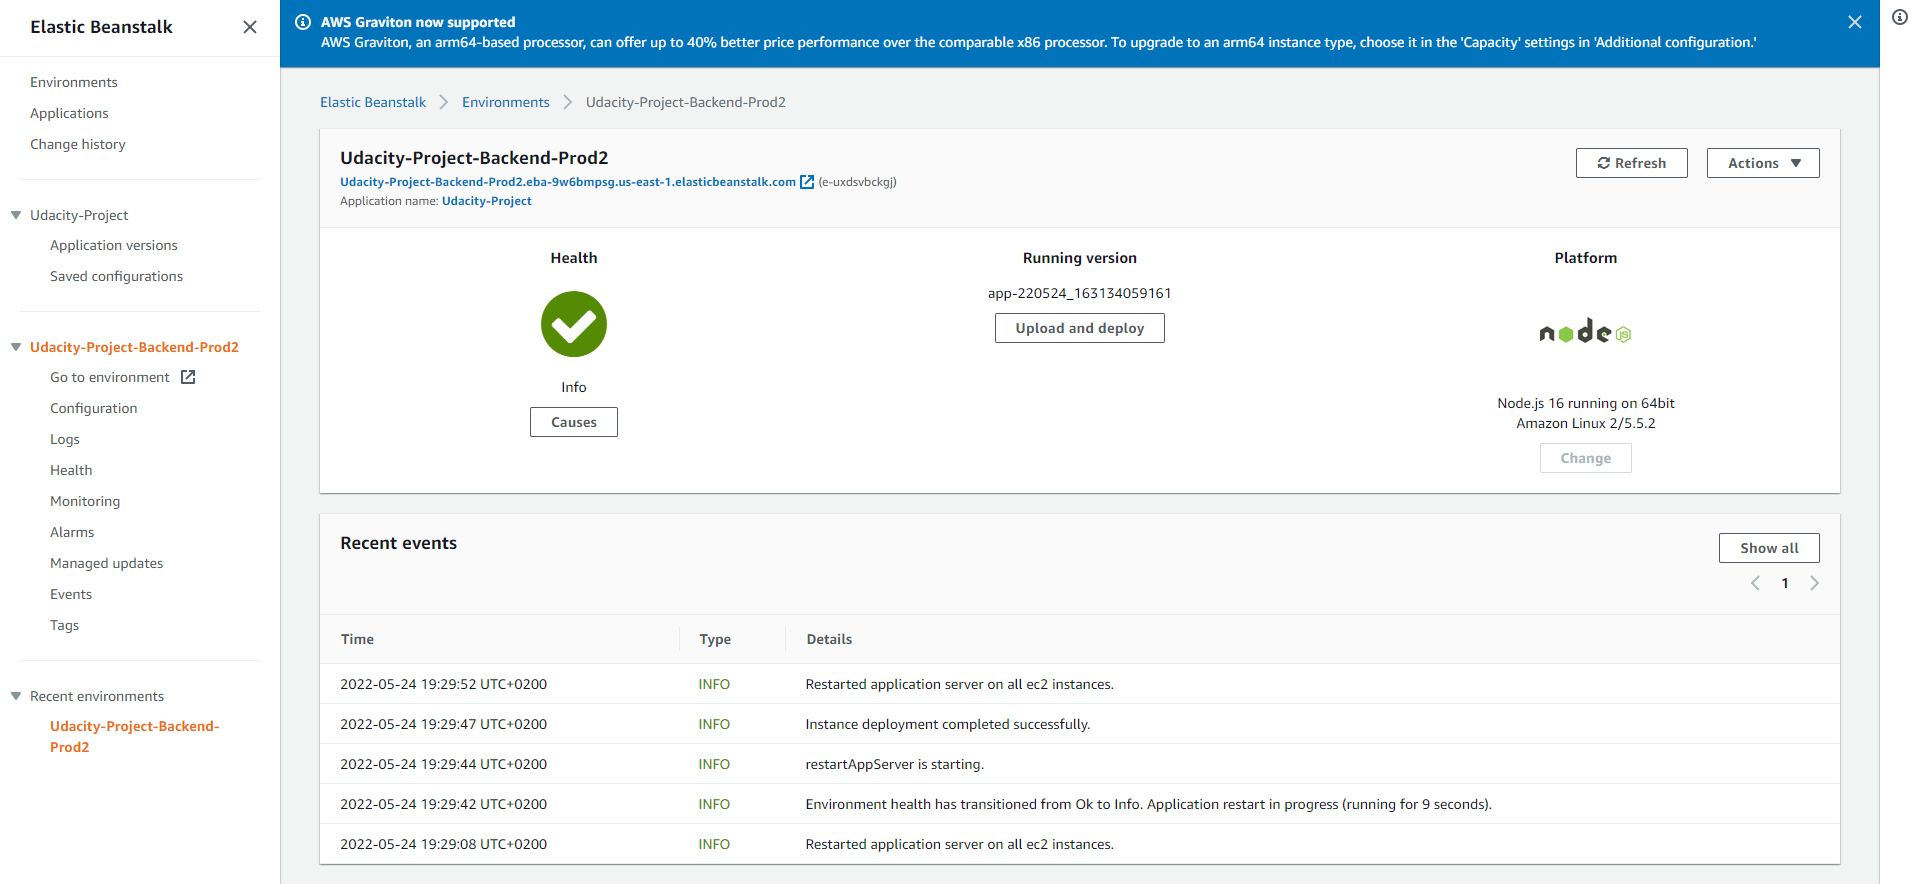 Elastic Beanstalk
Environments
Applications
Change history
Udacity-Project
Application versions
Saved configurations
Udacity-Project-Backend-Prod2
Go to environment
Configuration
Logs
Health
Monitoring
Alarms
Managed updates
Events
Tags
Recent environments
Udacity-Project-Backend-
Prod2
AWS Graviton now supported
AWS Graviton, an arm64-based processor, can offer up to 40% better price performance over the comparable x86 processor. To upgrade to an arm64 instance type, choose it in the 'Capacity' settings in 'Additional configuration.'
Elastic Beanstalk Environments Udacity-Project-Backend-Prod2
Udacity-Project-Backend-Prod2
Refresh Actions
Udacity-Project-Backend-Prod2.eba-9w6bmpsg.us-east-1.elasticbeanstalk.com (e-uxdsvbckgj)
Application name: Udacity-Project
Health
Info
Causes
Running version
app-220524_163134059161
Upload and deploy
Platform
node JS
Node.js 16 running on 64bit
Amazon Linux 2/5.5.2
Change
Recent events
Show all
1
Time Type Details
2022-05-24 19:29:52 UTC+0200 INFO Restarted application server on all ec2 instances.
2022-05-24 19:29:47 UTC+0200 INFO Instance deployment completed successfully.
2022-05-24 19:29:44 UTC+0200 INFO restartAppServer is starting.
2022-05-24 19:29:42 UTC+0200 INFO Environment health has transitioned from Ok to Info. Application restart in progress (running for 9 seconds).
2022-05-24 19:29:08 UTC+0200 INFO Restarted application server on all ec2 instances.